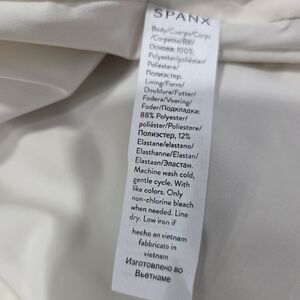 SPANX
Body/Cuerpo/Corps
/Corpetto/Bål/
Основа: 100%
Polyester/poliéster/
Poliestere/
Полиэстер,
Lining/Forro/
Doublure/Futter/
Fodera/Voering/
Foder/Подкладка:
88% Polyester/
poliéster/Poliestere/
Полиэстер, 12%
Elastane/elastano/
Elasthanne/Elastan/
Elastaan/Эластан.
Machine wash cold,
gentle cycle. With
like colors. Only
non-chlorine bleach
when needed. Line
dry. Low iron if
hecho en vietnam
fabbricato in
vietnam
Изготовлено во
Вьетнаме